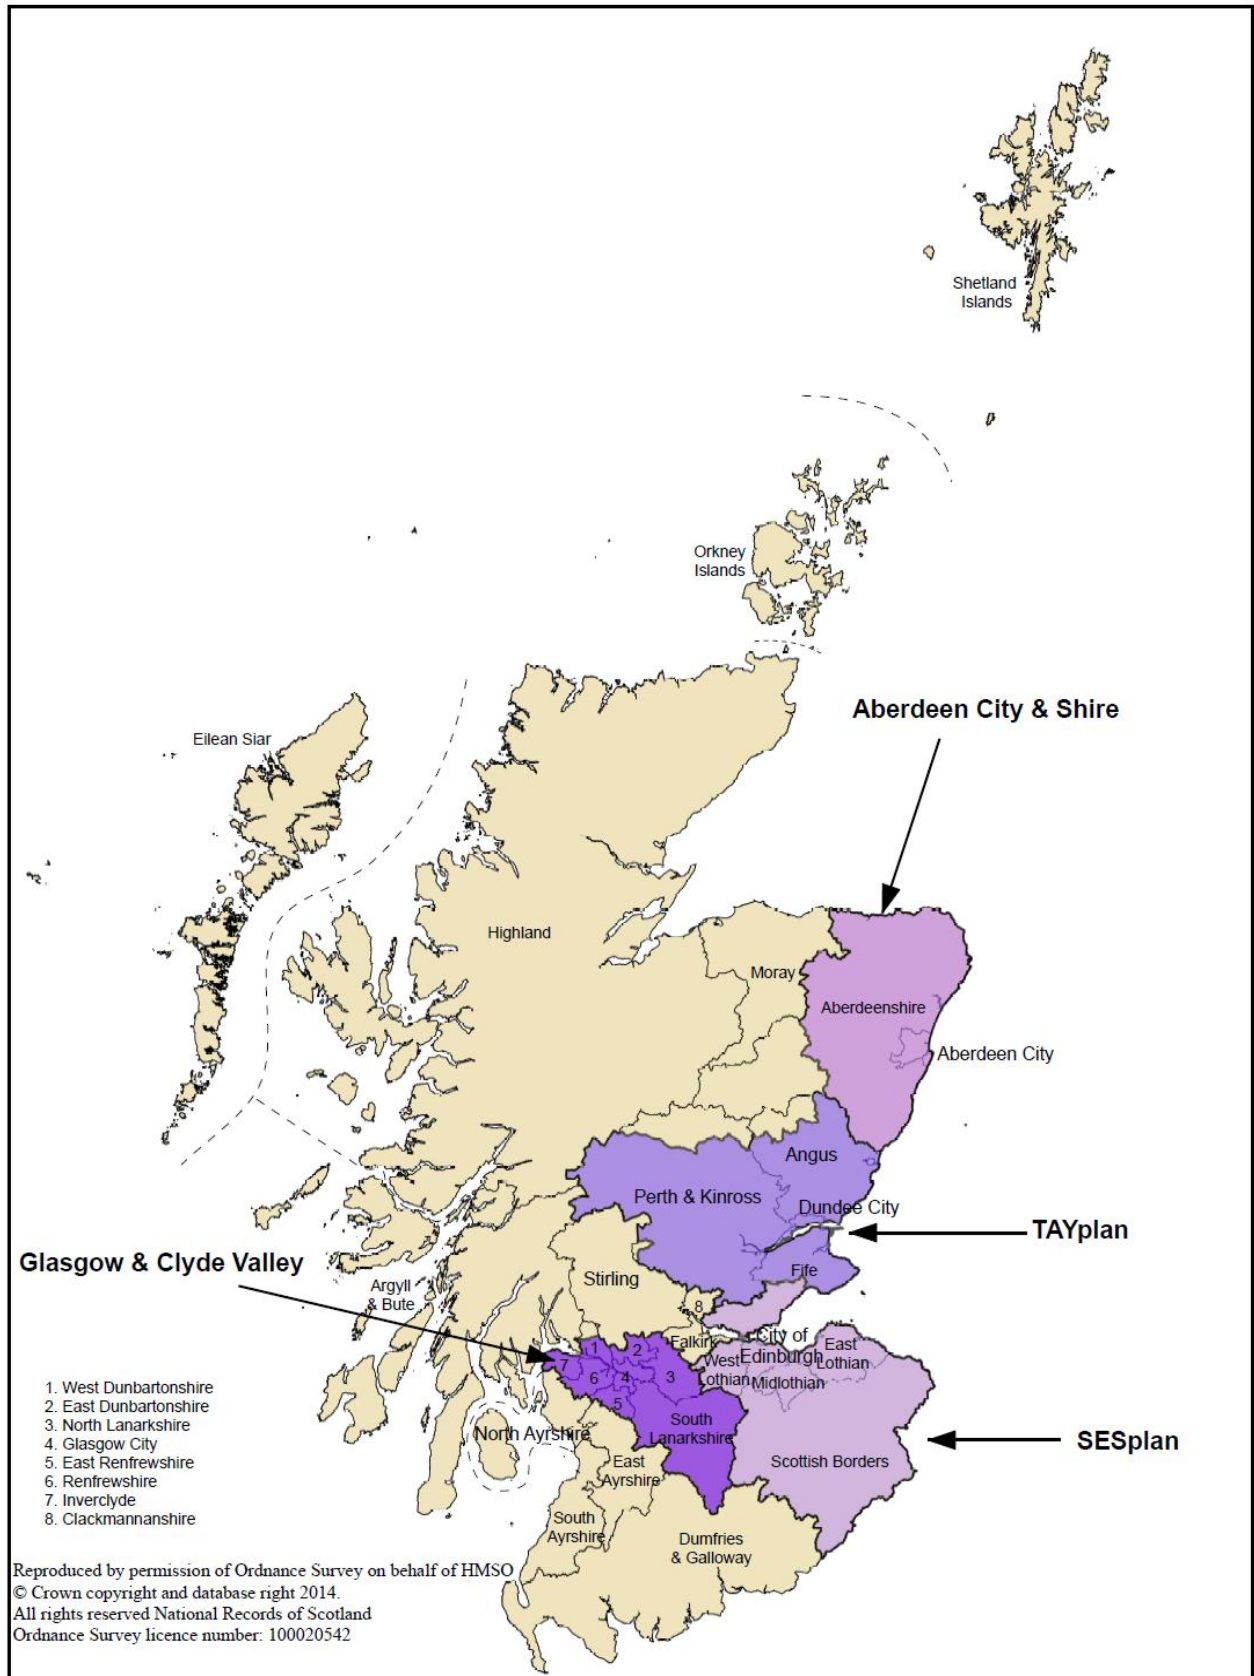 Shetland
Islands
Orkney
Islands
Aberdeen City & Shire
Eilean Siar
Highland
Moray
Aberdeenshire
Aberdeen City
Angus
Perth & Kinross
Dundee City
TAYplan
Glasgow & Clyde Valley
Fife
Stirling
Argyll
& Bute
8
City of
Edinburgh
Falkirk
East
Lothian
West
Lothian
Midlothian
1
2
7
6
4
3
5
South
Lanarkshire
North Ayrshire
SESplan
Scottish Borders
East
Ayrshire
South
Ayrshire
Dumfries
& Galloway
1. West Dunbartonshire
2. East Dunbartonshire
3. North Lanarkshire
4. Glasgow City
5. East Renfrewshire
6. Renfrewshire
7. Inverclyde
8. Clackmannanshire
Reproduced by permission of Ordnance Survey on behalf of HMSO
© Crown copyright and database right 2014.
All rights reserved National Records of Scotland
Ordnance Survey licence number: 100020542